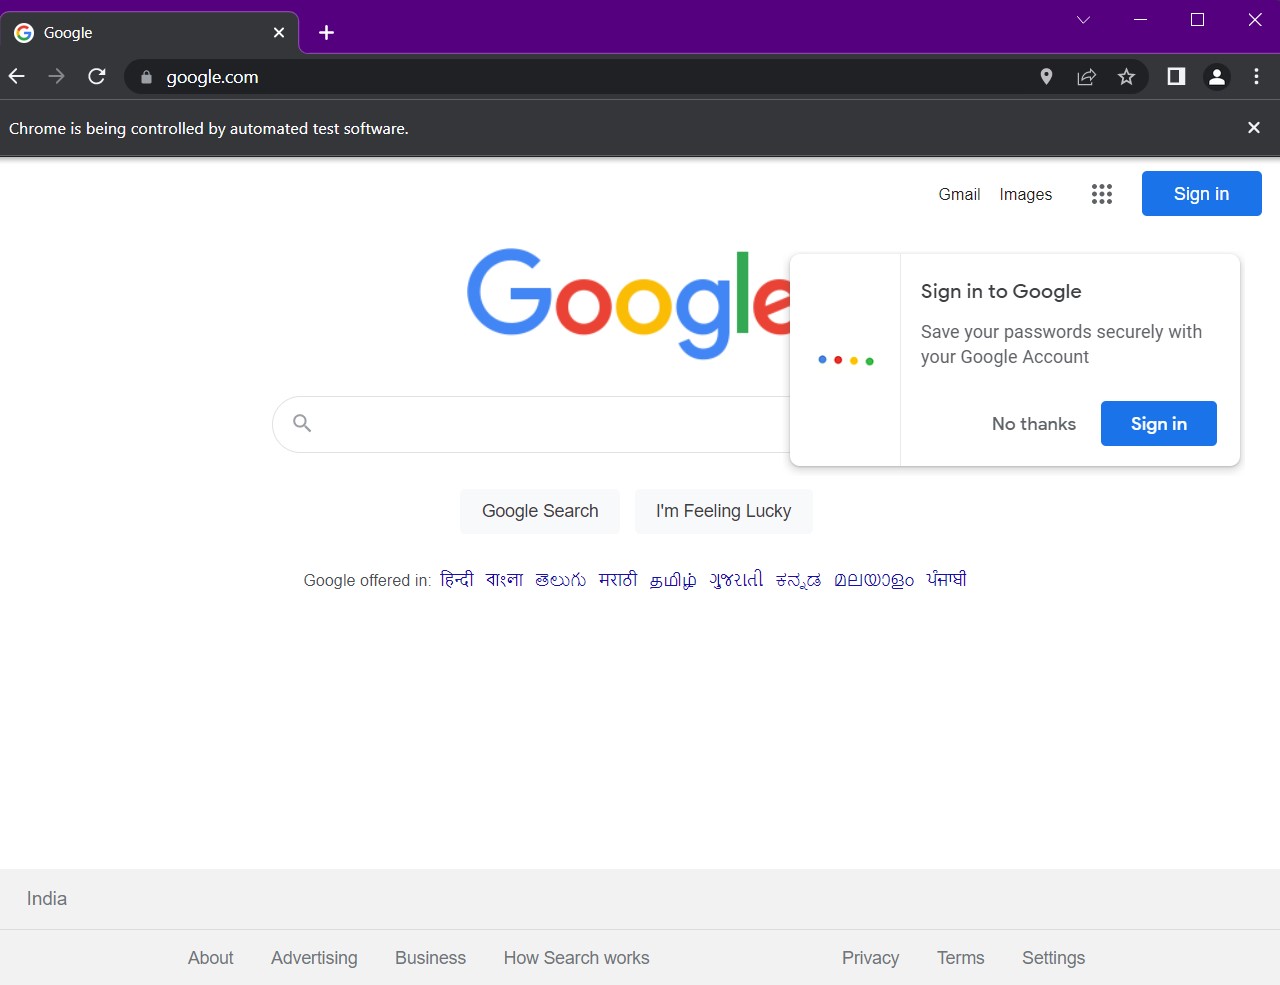 Google
google.com
Chrome is being controlled by automated test software.
Gmail Images Sign in
Google
Sign in to Google
Save your passwords securely with
your Google Account
No thanks Sign in
Google Search I'm Feeling Lucky
Google offered in: हिन्दी বাংলা తెలుగు मराठी தமிழ் ગુજરાતી ಕನ್ನಡ മലയാളം ਪੰਜਾਬੀ
India
About Advertising Business How Search works Privacy Terms Settings